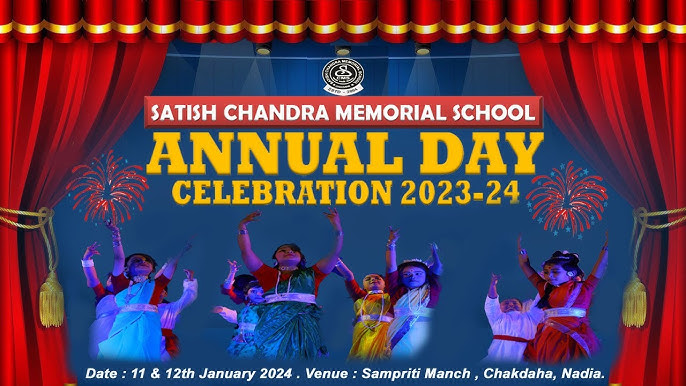 SATISH CHANDRA MEMORIAL SCHOOL
ANNUAL DAY
CELEBRATION 2023-24
Date : 11 & 12th January 2024 . Venue : Sampriti Manch , Chakdaha, Nadia.